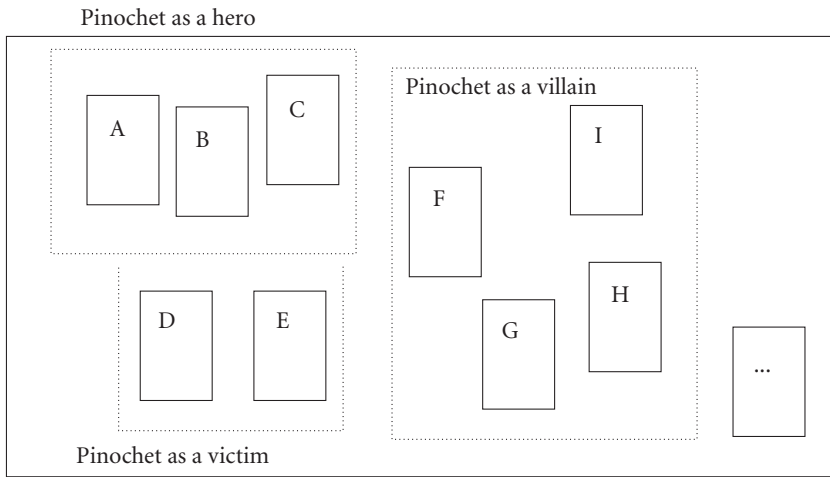 Pinochet as a hero
Pinochet as a villain
A
B
C
I
F
D
E
G
H
...
Pinochet as a victim